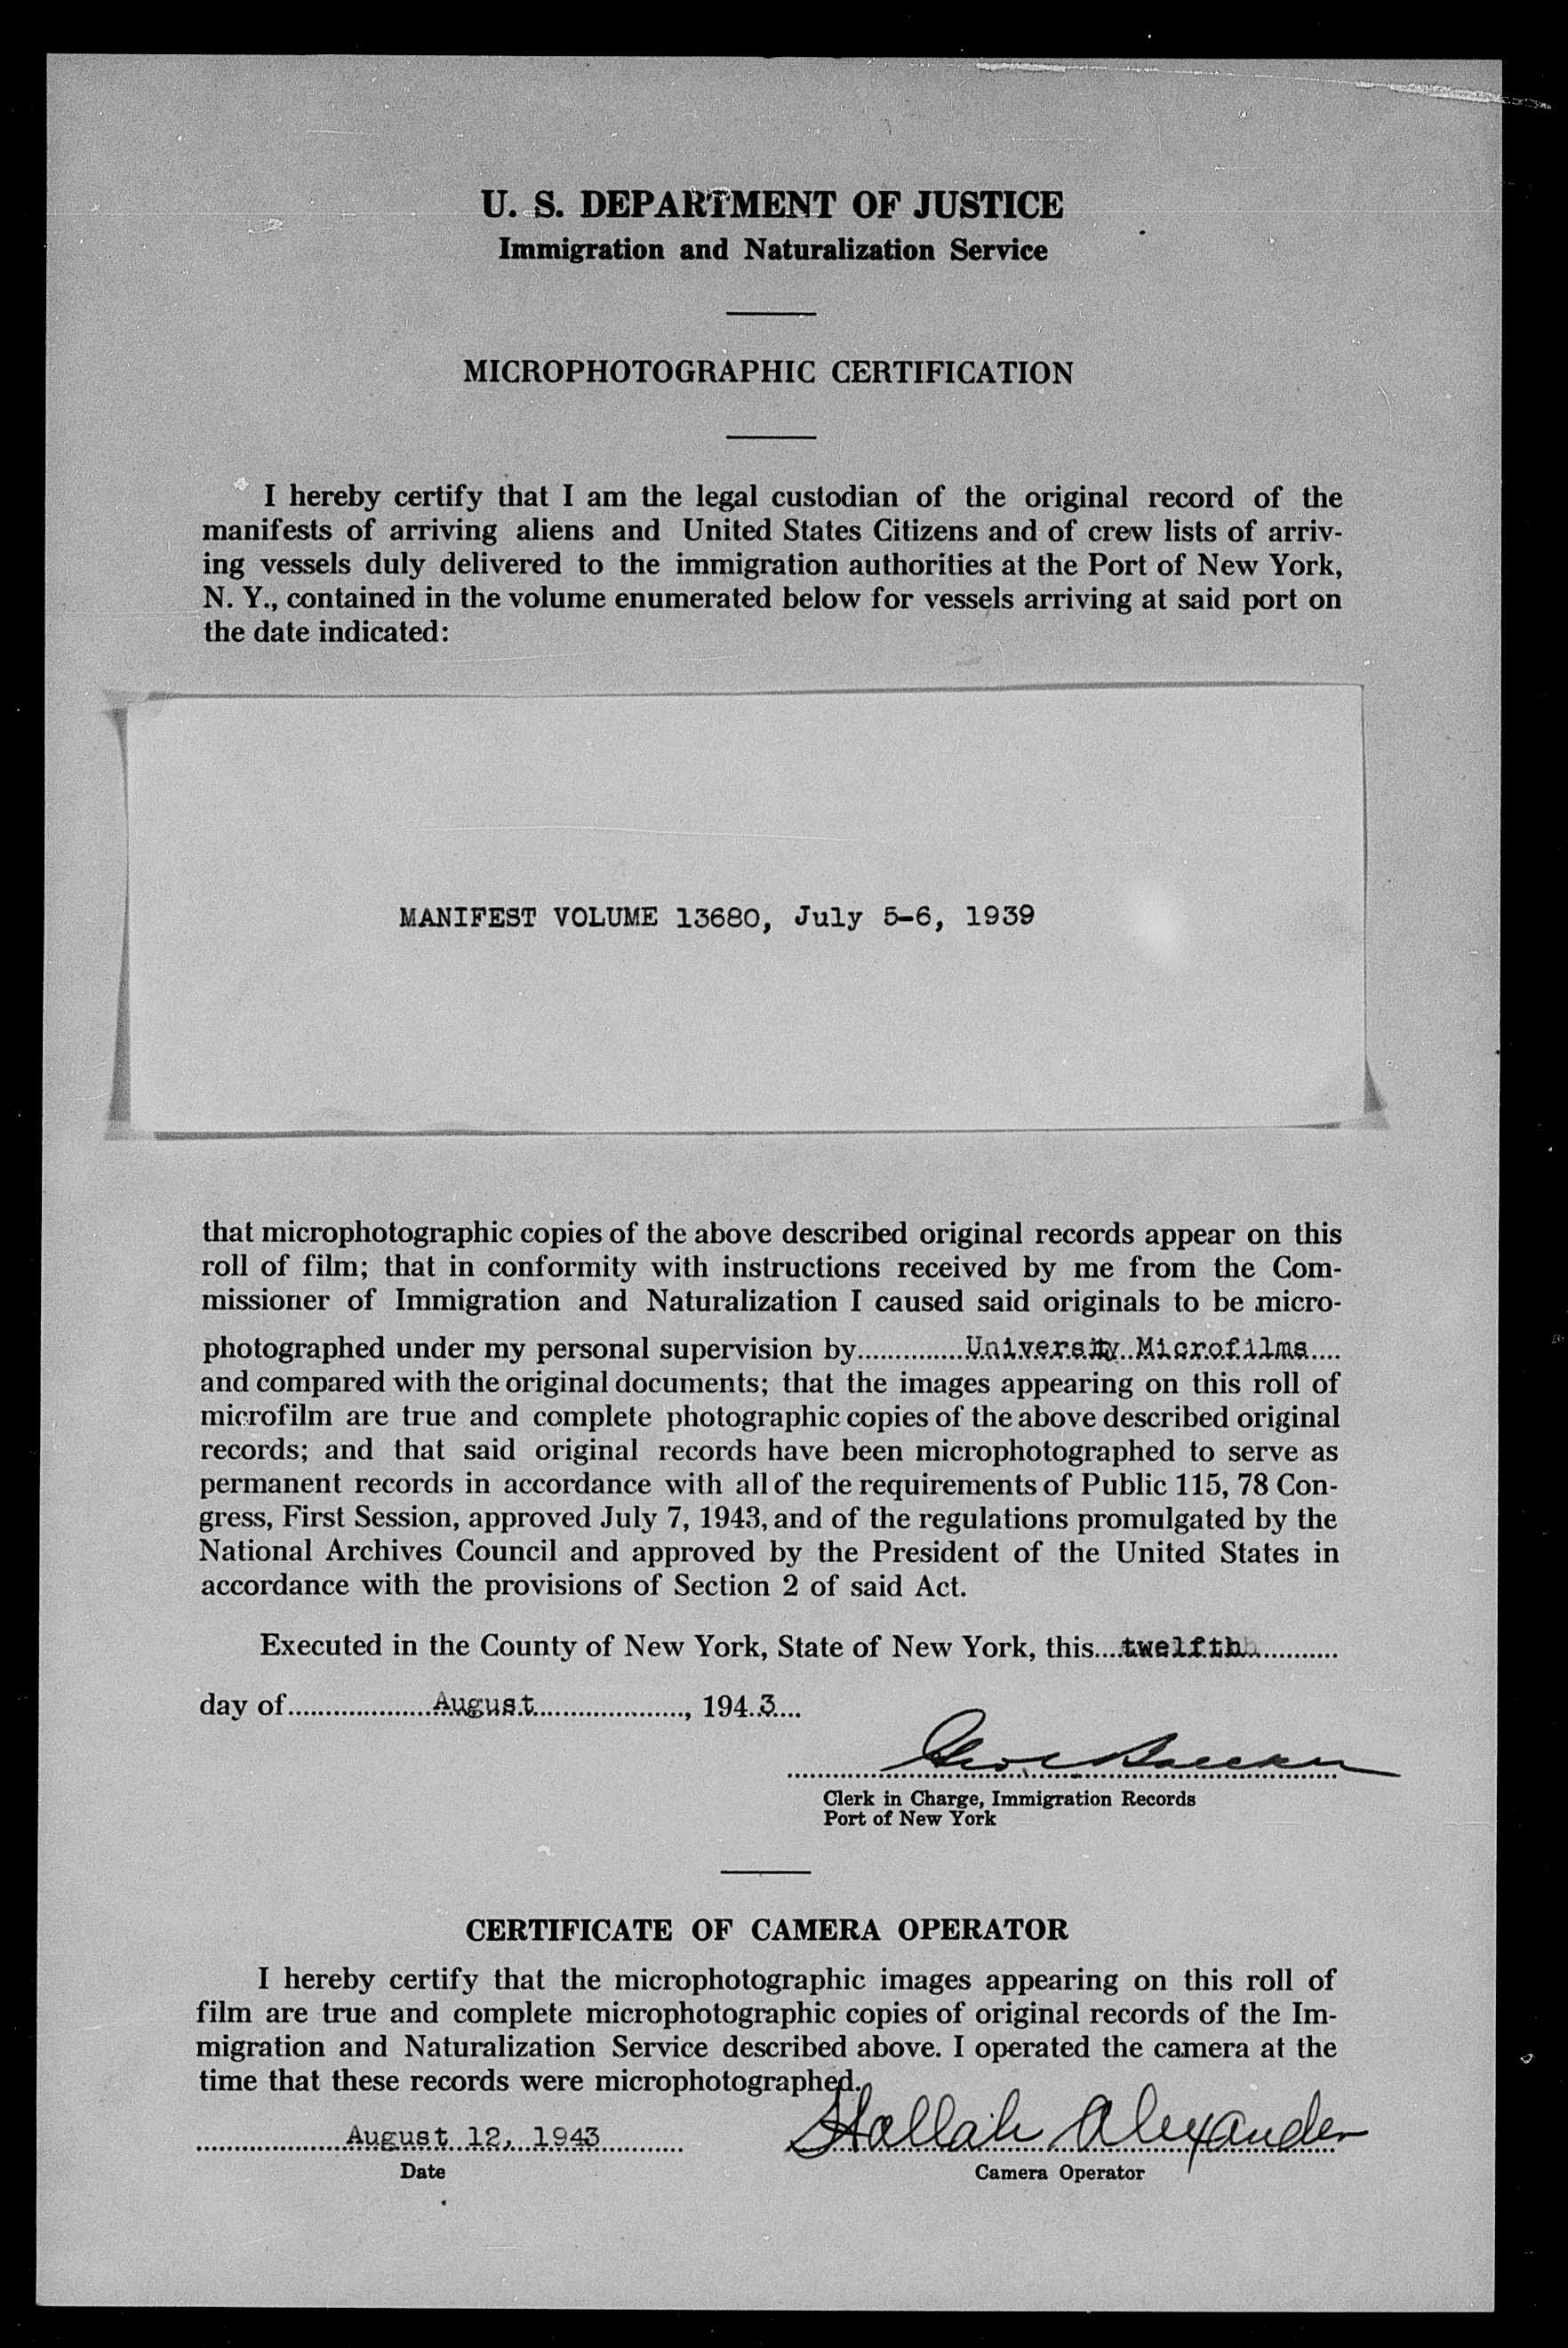 U. S. DEPARTMENT OF JUSTICE
Immigration and Naturalization Service
MICROPHOTOGRAPHIC CERTIFICATION
I hereby certify that I am the legal custodian of the original record of the
manifests of arriving aliens and United States Citizens and of crew lists of arriv-
ing vessels duly delivered to the immigration authorities at the Port of New York,
N. Y., contained in the volume enumerated below for vessels arriving at said port on
the date indicated:
MANIFEST VOLUME 13680, July 5-6, 1939
that microphotographic copies of the above described original records appear on this
roll of film; that in conformity with instructions received by me from the Com-
missioner of Immigration and Naturalization I caused said originals to be micro-
photographed under my personal supervision by University Microfilms
and compared with the original documents; that the images appearing on this roll of
microfilm are true and complete photographic copies of the above described original
records; and that said original records have been microphotographed to serve as
permanent records in accordance with all of the requirements of Public 115, 78 Con-
gress, First Session, approved July 7, 1943, and of the regulations promulgated by the
National Archives Council and approved by the President of the United States in
accordance with the provisions of Section 2 of said Act.
Executed in the County of New York, State of New York, this twelfth
day of August, 1943
Clerk in Charge, Immigration Records
Port of New York
CERTIFICATE OF CAMERA OPERATOR
I hereby certify that the microphotographic images appearing on this roll of
film are true and complete microphotographic copies of original records of the Im-
migration and Naturalization Service described above. I operated the camera at the
time that these records were microphotographed.
August 12, 1943 Alexander
Date
Camera Operator